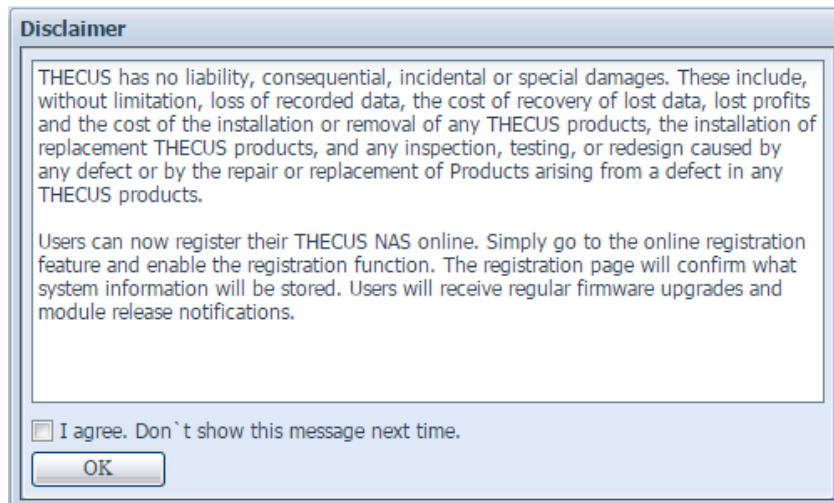 Disclaimer
THECUS has no liability, consequential, incidental or special damages. These include,
without limitation, loss of recorded data, the cost of recovery of lost data, lost profits
and the cost of the installation or removal of any THECUS products, the installation of
replacement THECUS products, and any inspection, testing, or redesign caused by
any defect or by the repair or replacement of Products arising from a defect in any
THECUS products.
Users can now register their THECUS NAS online. Simply go to the online registration
feature and enable the registration function. The registration page will confirm what
system information will be stored. Users will receive regular firmware upgrades and
module release notifications.
I agree. Don`t show this message next time.
OK